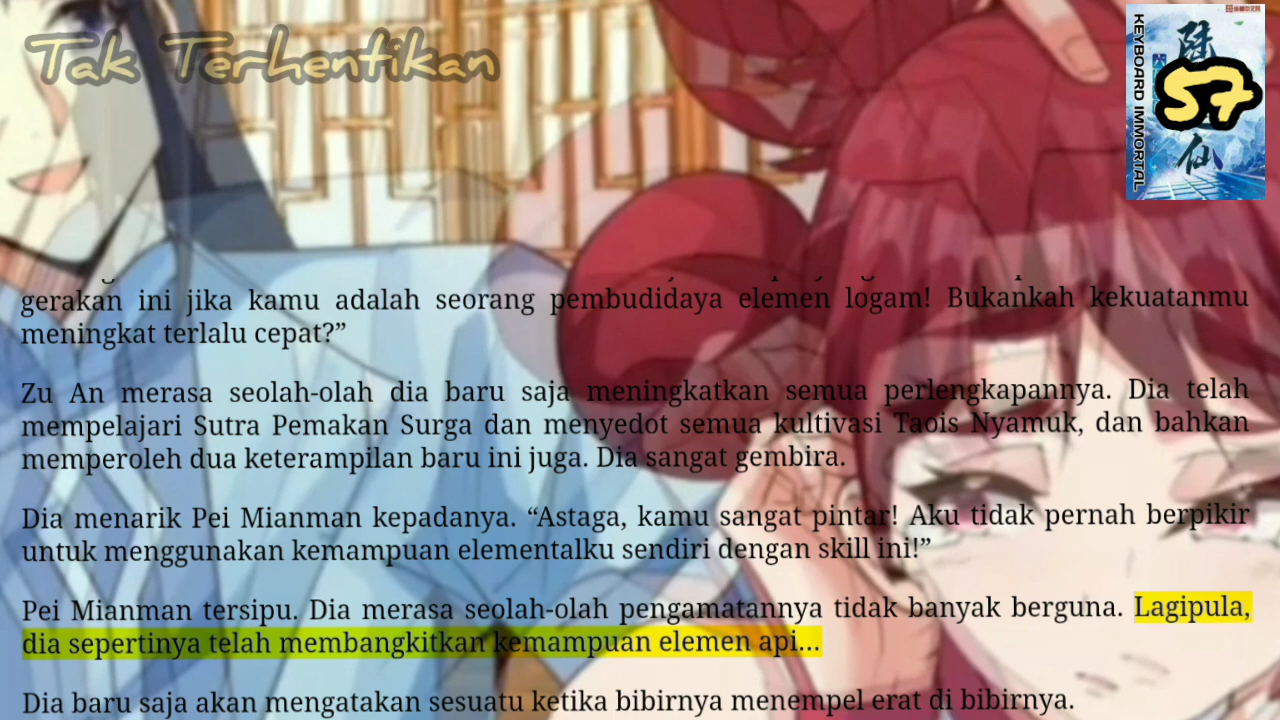 Tak Terhentikan
陆
57
仙
KEYBOARD IMMORTAL
gerakan ini jika kamu adalah seorang pembudidaya elemen logam! Bukankah kekuatanmu
meningkat terlalu cepat?”
Zu An merasa seolah-olah dia baru saja meningkatkan semua perlengkapannya. Dia telah
mempelajari Sutra Pemakan Surga dan menyedot semua kultivasi Taois Nyamuk, dan bahkan
memperoleh dua keterampilan baru ini juga. Dia sangat gembira.
Dia menarik Pei Mianman kepadanya. “Astaga, kamu sangat pintar! Aku tidak pernah berpikir
untuk menggunakan kemampuan elementalku sendiri dengan skill ini!”
Pei Mianman tersipu. Dia merasa seolah-olah pengamatannya tidak banyak berguna. Lagipula,
dia sepertinya telah membangkitkan kemampuan elemen api...
Dia baru saja akan mengatakan sesuatu ketika bibirnya menempel erat di bibirnya.